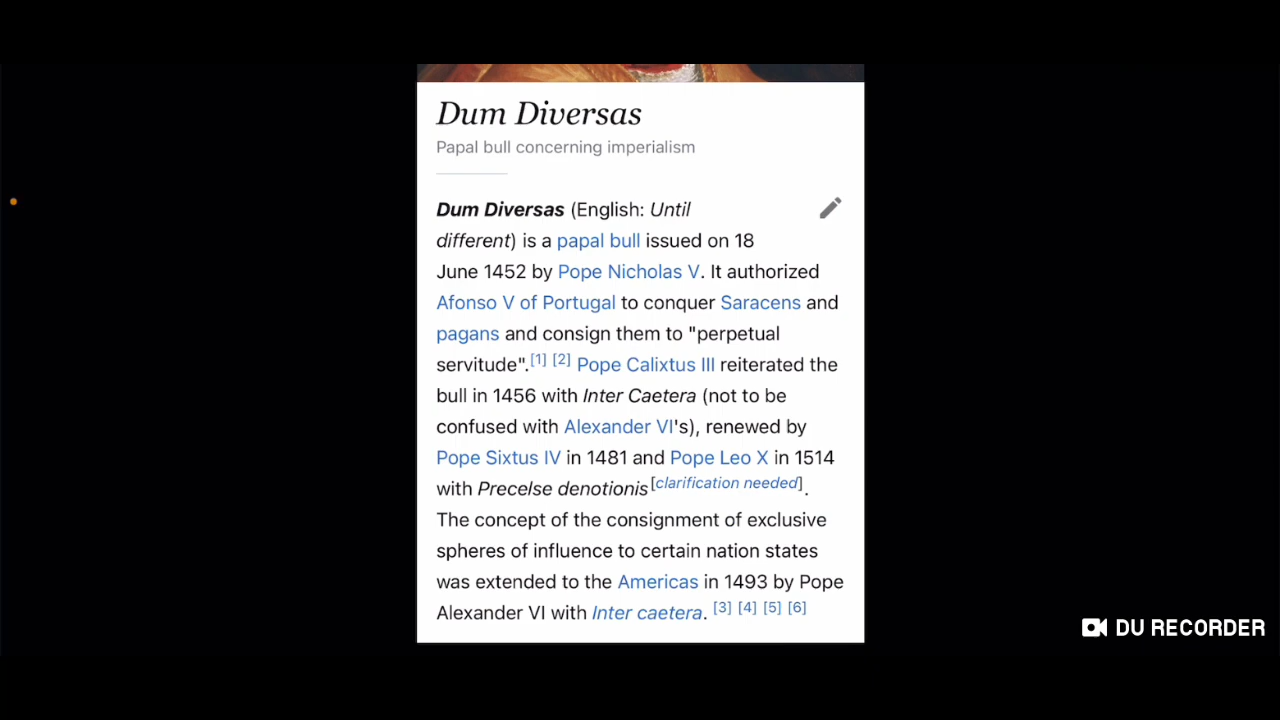 Dum Diversas
Papal bull concerning imperialism
Dum Diversas (English: Until
different) is a papal bull issued on 18
June 1452 by Pope Nicholas V. It authorized
Afonso V of Portugal to conquer Saracens and
pagans and consign them to "perpetual
servitude".[1] [2] Pope Calixtus III reiterated the
bull in 1456 with Inter Caetera (not to be
confused with Alexander VI's), renewed by
Pope Sixtus IV in 1481 and Pope Leo X in 1514
with Precelse denotionis[clarification needed].
The concept of the consignment of exclusive
spheres of influence to certain nation states
was extended to the Americas in 1493 by Pope
Alexander VI with Inter caetera. [3] [4] [5] [6]
DU RECORDER